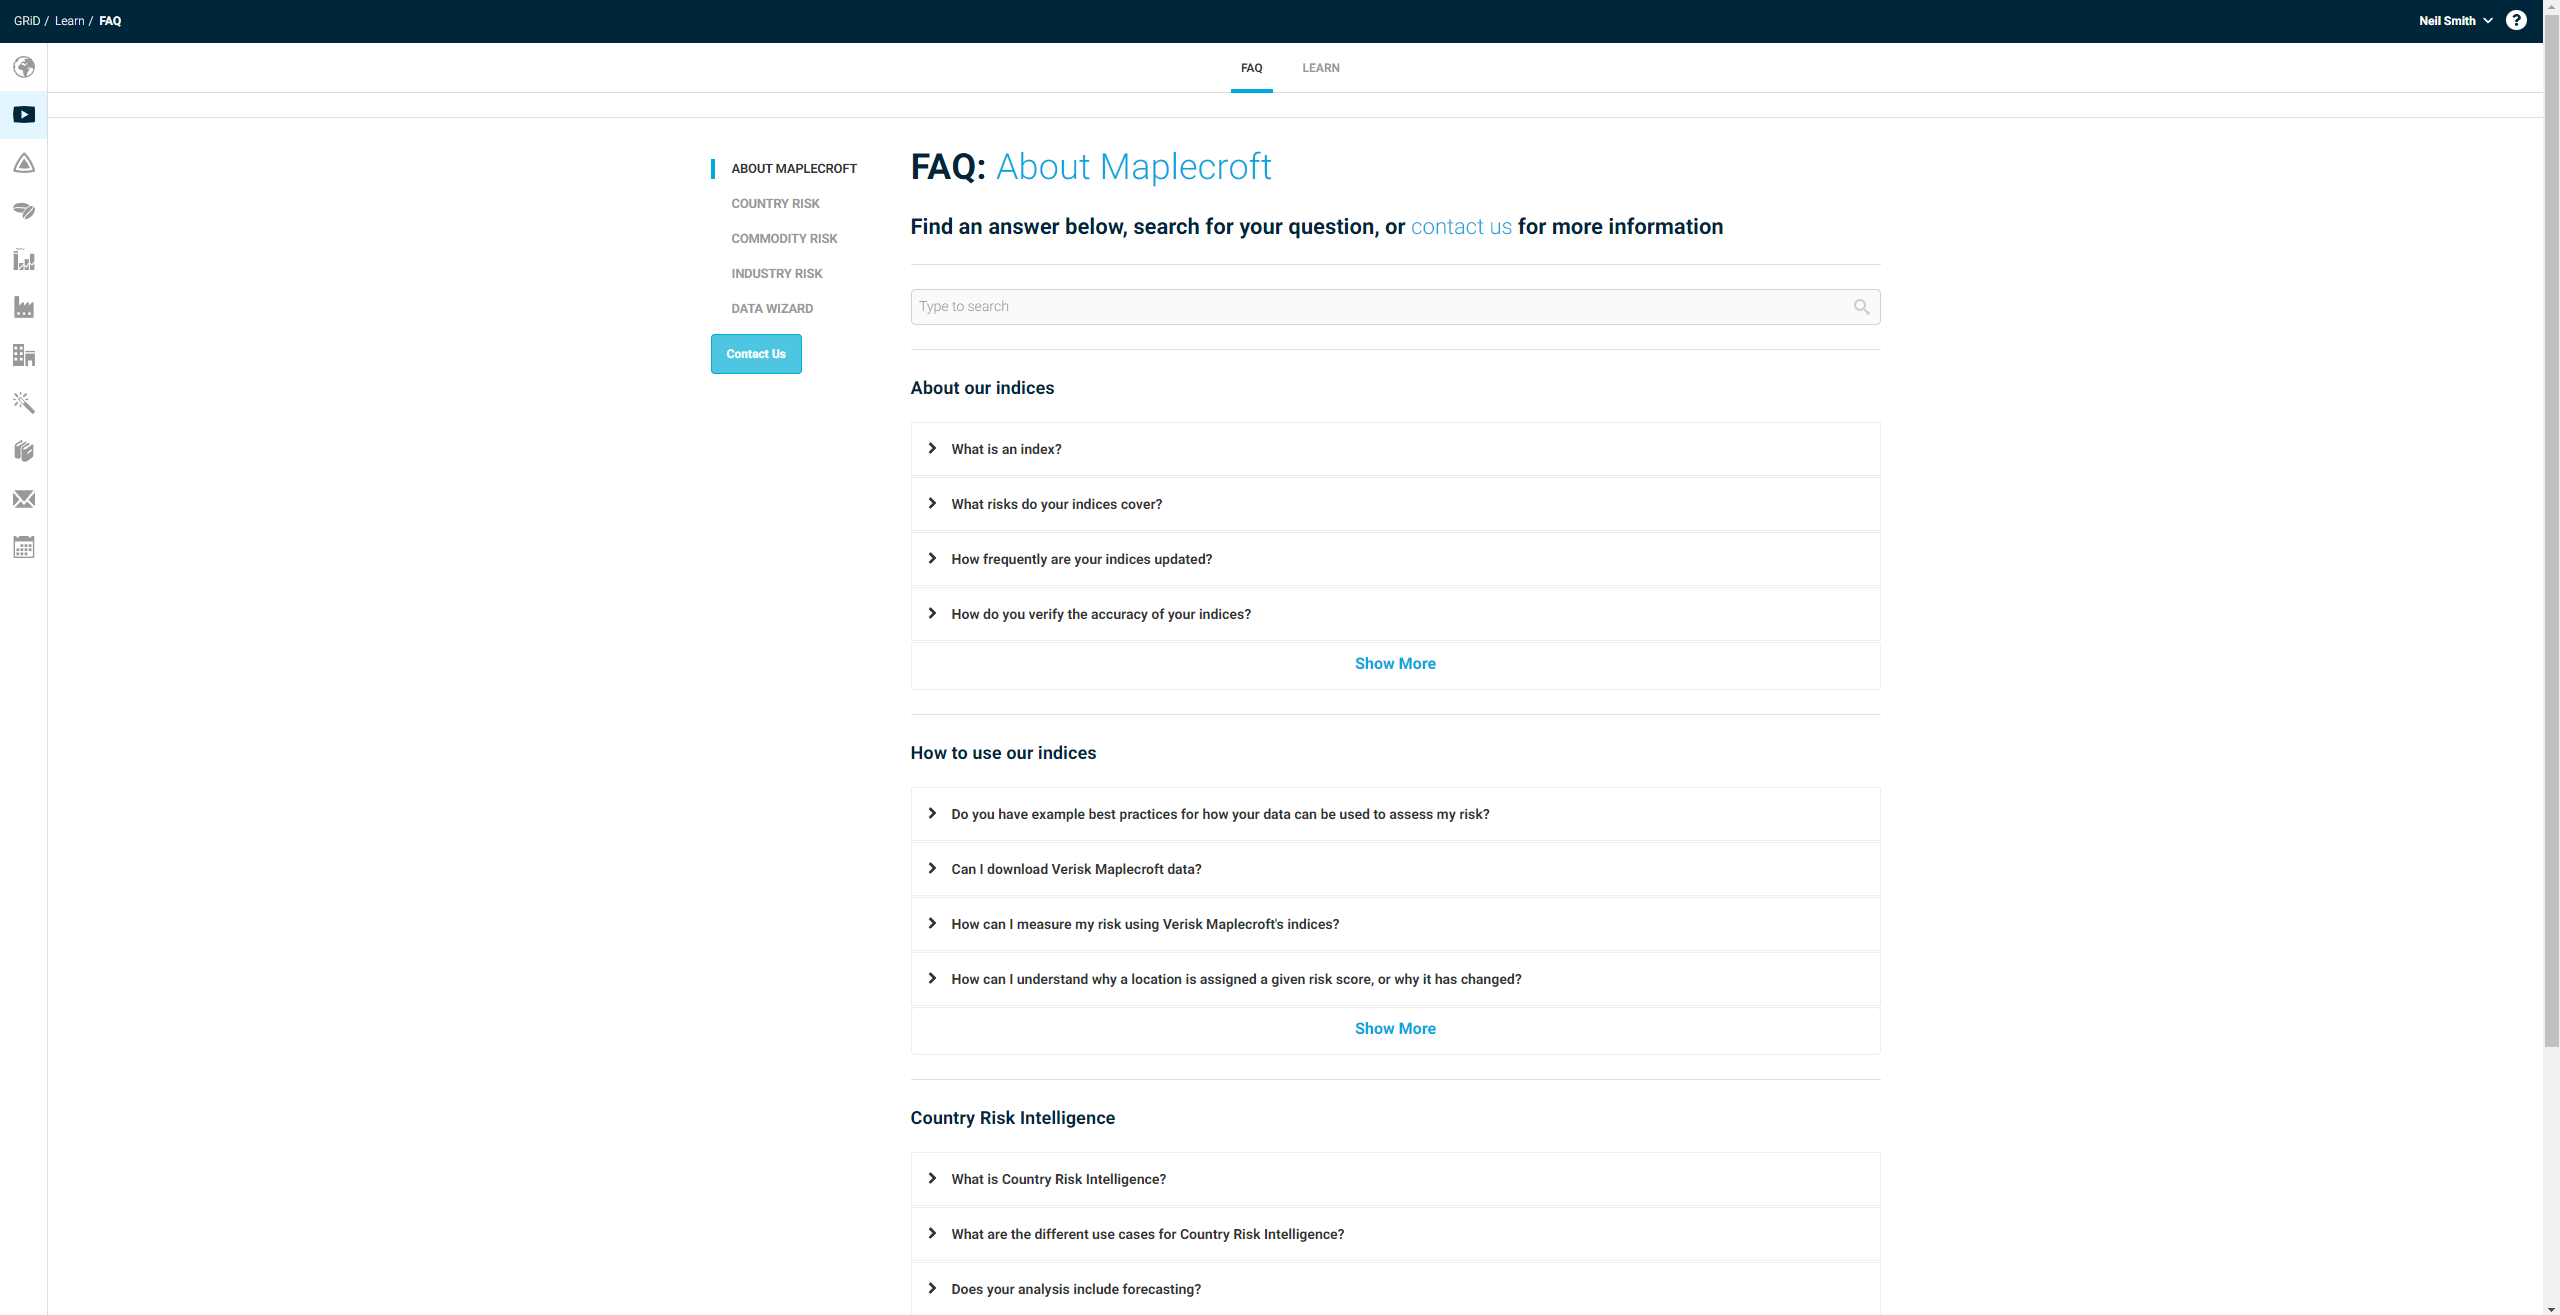 GRiD / Learn / FAQ
Neil Smith
?
FAQ
LEARN
ABOUT MAPLECROFT
COUNTRY RISK
COMMODITY RISK
INDUSTRY RISK
DATA WIZARD
Contact Us
FAQ: About Maplecroft
Find an answer below, search for your question, or contact us for more information
Type to search
About our indices
What is an index?
What risks do your indices cover?
How frequently are your indices updated?
How do you verify the accuracy of your indices?
Show More
How to use our indices
Do you have example best practices for how your data can be used to assess my risk?
Can I download Verisk Maplecroft data?
How can I measure my risk using Verisk Maplecroft's indices?
How can I understand why a location is assigned a given risk score, or why it has changed?
Show More
Country Risk Intelligence
What is Country Risk Intelligence?
What are the different use cases for Country Risk Intelligence?
Does your analysis include forecasting?